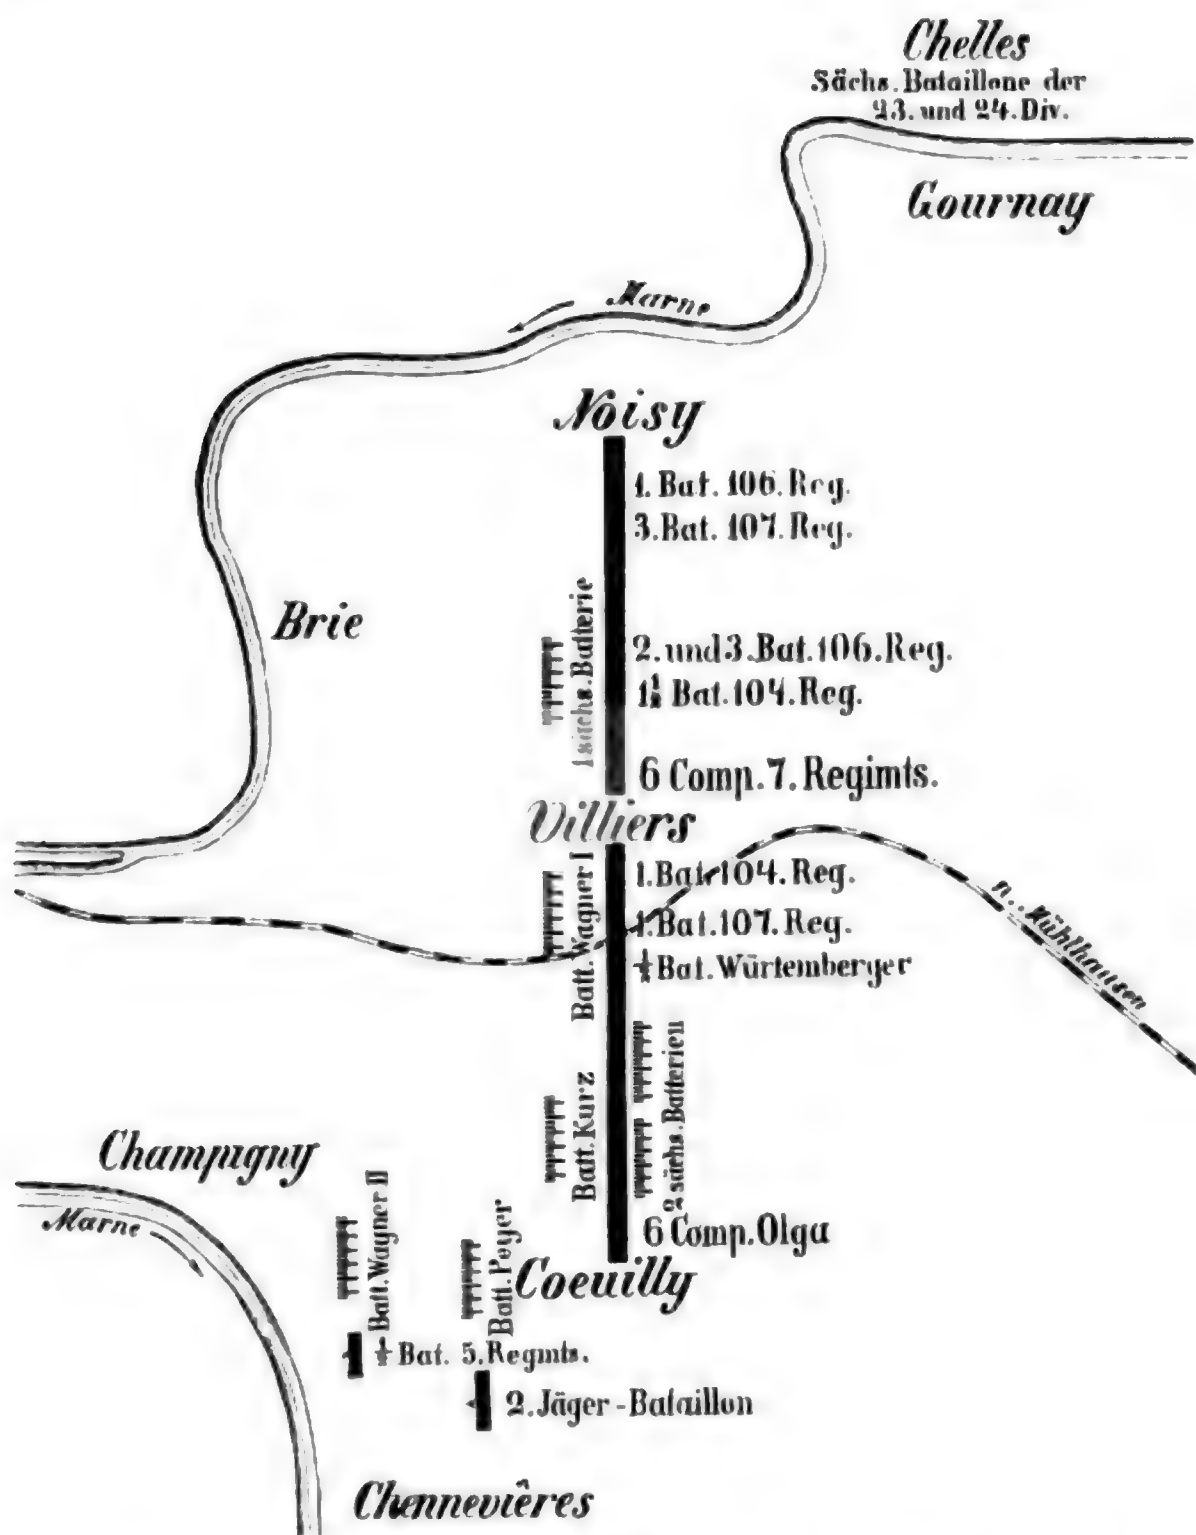 Chelles
Sächs. Bataillone der
23. und 24. Div.
Gournay
Marne
Noisy
1. Bat. 106. Reg.
3. Bat. 107. Reg.
Brie
1 sächs. Batterie
2. und 3. Bat. 106. Reg.
1½ Bat. 104. Reg.
6 Comp. 7. Regimts.
Villiers
Batt. Wagner I
1. Bat. 104. Reg.
1. Bat. 107. Reg.
½ Bat. Würtemberger
n. Mühlhausen
Batt. Kurz
2 sächs. Batterien
Champigny
Marne
Batt. Wagner II
Batt. Poyer
6 Comp. Olga
Coeuilly
½ Bat. 5. Regmts.
2. Jäger-Bataillon
Chennevières